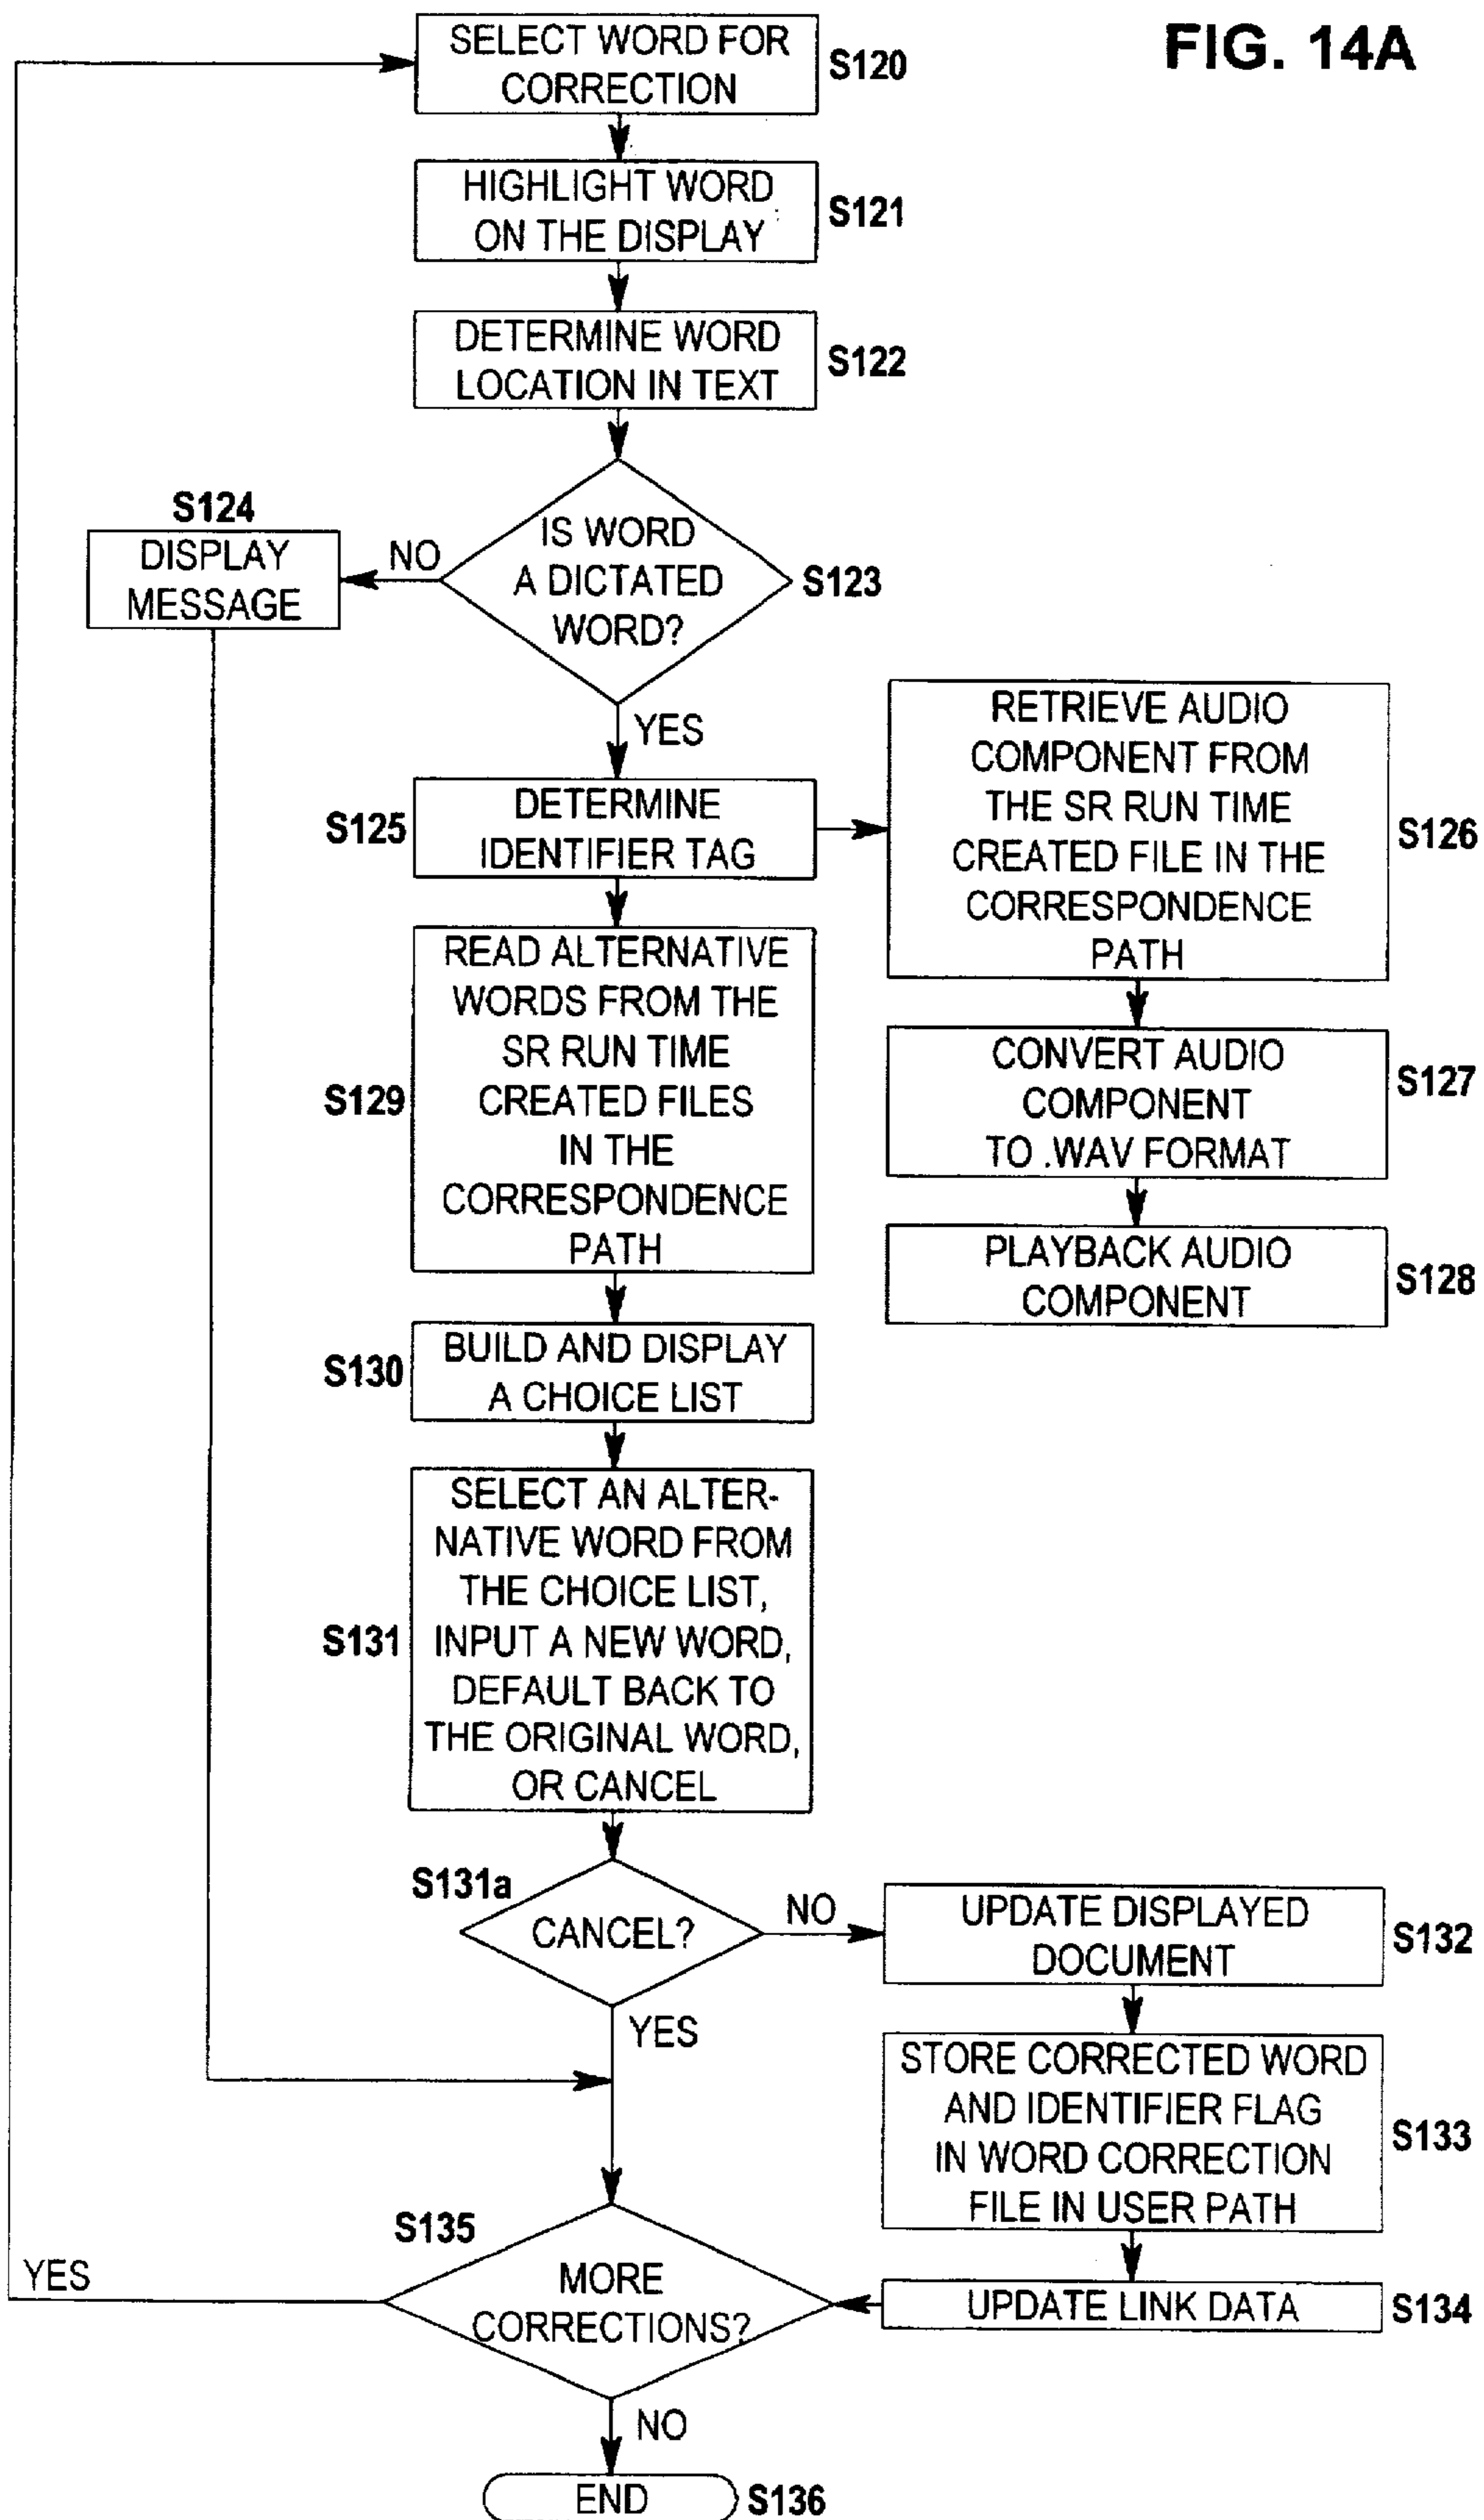 FIG. 14A
SELECT WORD FOR
CORRECTION
S120
HIGHLIGHT WORD
ON THE DISPLAY
S121
DETERMINE WORD
LOCATION IN TEXT
S122
IS WORD
A DICTATED
WORD?
S123
NO
S124
DISPLAY
MESSAGE
YES
S125
DETERMINE
IDENTIFIER TAG
RETRIEVE AUDIO
COMPONENT FROM
THE SR RUN TIME
CREATED FILE IN THE
CORRESPONDENCE
PATH
S126
CONVERT AUDIO
COMPONENT
TO .WAV FORMAT
S127
PLAYBACK AUDIO
COMPONENT
S128
S129
READ ALTERNATIVE
WORDS FROM THE
SR RUN TIME
CREATED FILES
IN THE
CORRESPONDENCE
PATH
S130
BUILD AND DISPLAY
A CHOICE LIST
S131
SELECT AN ALTER-
NATIVE WORD FROM
THE CHOICE LIST,
INPUT A NEW WORD,
DEFAULT BACK TO
THE ORIGINAL WORD,
OR CANCEL
S131a
CANCEL?
NO
UPDATE DISPLAYED
DOCUMENT
S132
YES
STORE CORRECTED WORD
AND IDENTIFIER FLAG
IN WORD CORRECTION
FILE IN USER PATH
S133
UPDATE LINK DATA
S134
S135
MORE
CORRECTIONS?
YES
NO
END
S136